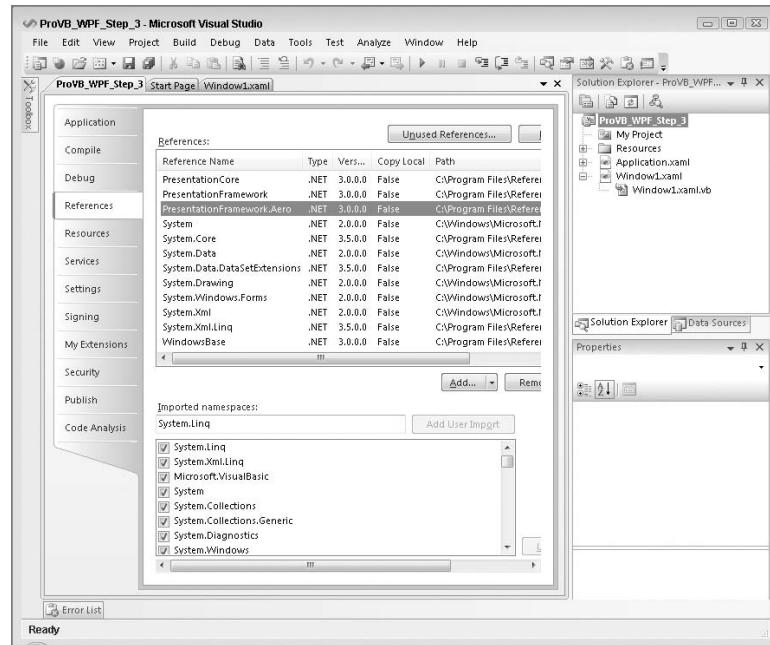 ProVB_WPF_Step_3 - Microsoft Visual Studio
File Edit View Project Build Debug Data Tools Test Analyze Window Help
Toolbox
ProVB_WPF_Step_3 Start Page Window1.xaml
Application
Compile
Debug
References
Resources
Services
Settings
Signing
My Extensions
Security
Publish
Code Analysis
References:
Unused References...
Reference Name Type Vers... Copy Local Path
PresentationCore .NET 3.0.0.0 False C:\Program Files\Referen
PresentationFramework .NET 3.0.0.0 False C:\Program Files\Referen
PresentationFramework.Aero .NET 3.0.0.0 False C:\Program Files\Referen
System .NET 2.0.0.0 False C:\Windows\Microsoft.N
System.Core .NET 3.5.0.0 False C:\Program Files\Referen
System.Data .NET 2.0.0.0 False C:\Windows\Microsoft.N
System.Data.DataSetExtensions .NET 3.5.0.0 False C:\Program Files\Referen
System.Drawing .NET 2.0.0.0 False C:\Windows\Microsoft.N
System.Windows.Forms .NET 2.0.0.0 False C:\Windows\Microsoft.N
System.Xml .NET 2.0.0.0 False C:\Windows\Microsoft.N
System.Xml.Linq .NET 3.5.0.0 False C:\Program Files\Referen
WindowsBase .NET 3.0.0.0 False C:\Program Files\Referen
Add... Remo
Imported namespaces:
System.Linq Add User Import
System.Linq
System.Xml.Linq
Microsoft.VisualBasic
System
System.Collections
System.Collections.Generic
System.Diagnostics
System.Windows
Solution Explorer - ProVB_WPF...
ProVB_WPF_Step_3
My Project
Resources
Application.xaml
Window1.xaml
Window1.xaml.vb
Solution Explorer Data Sources
Properties
Error List
Ready